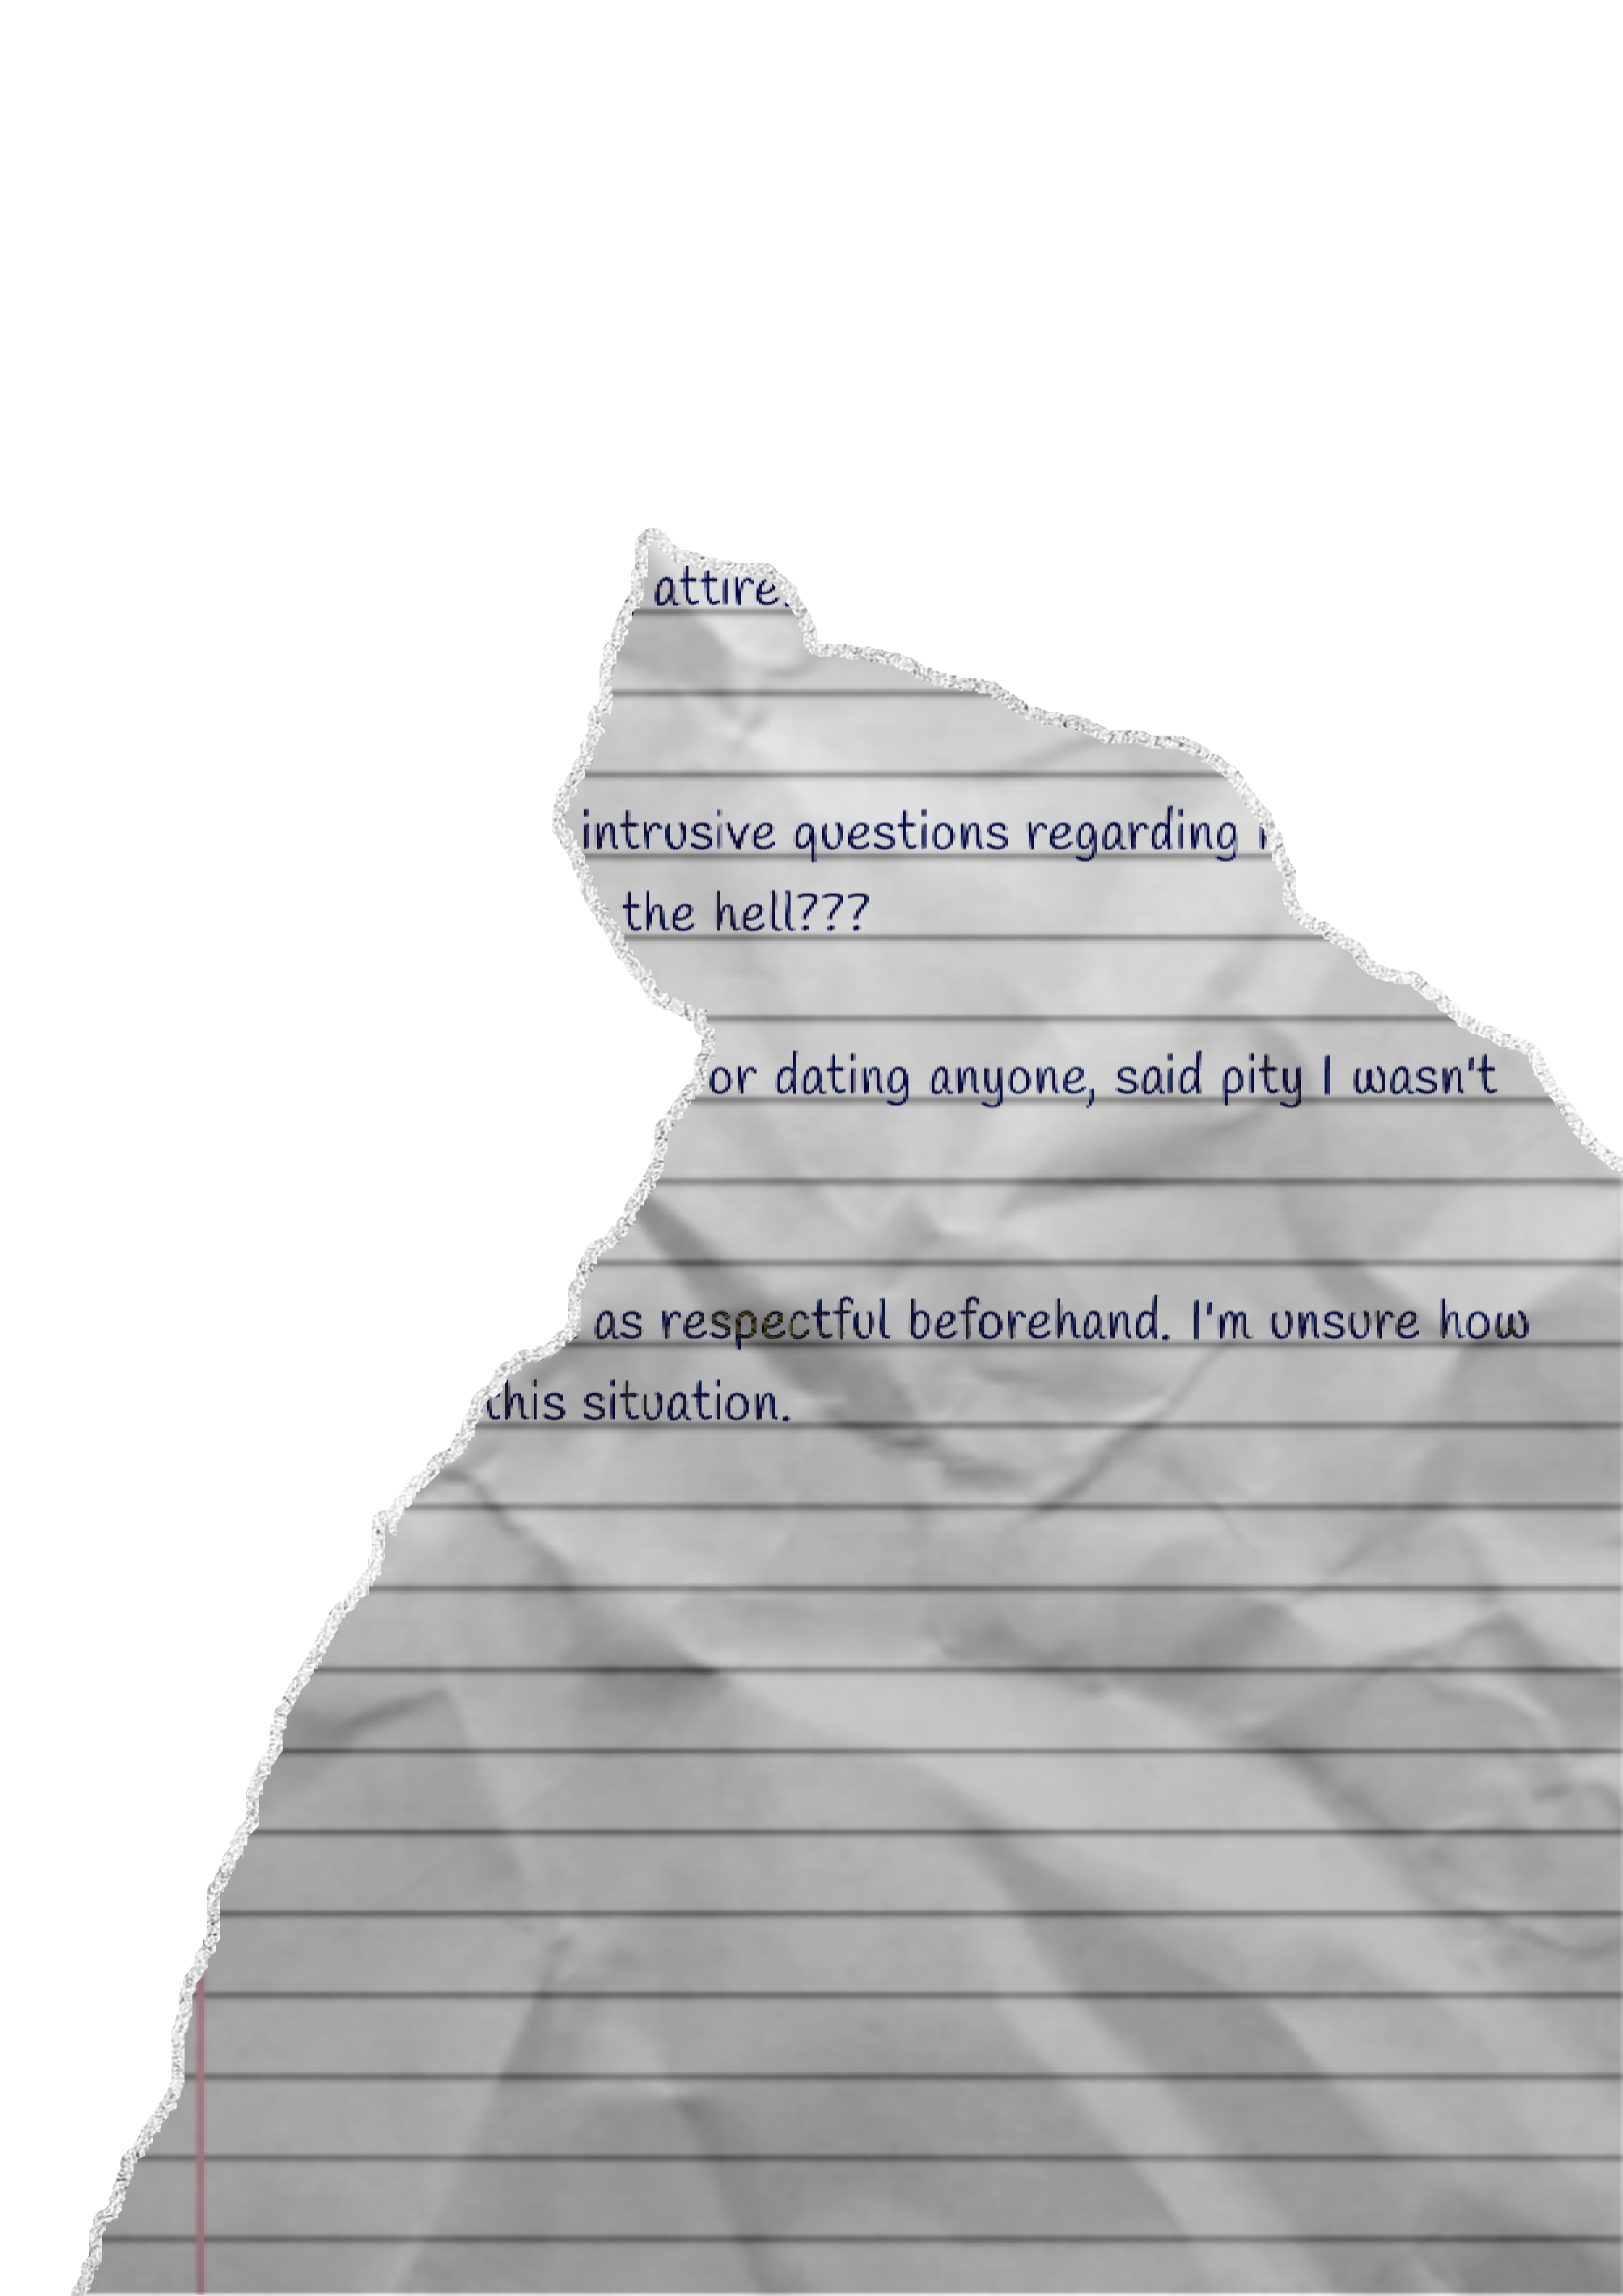 attire.
intrusive questions regarding
the hell???
or dating anyone, said pity I wasn't
as respectful beforehand. I'm unsure how
this situation.